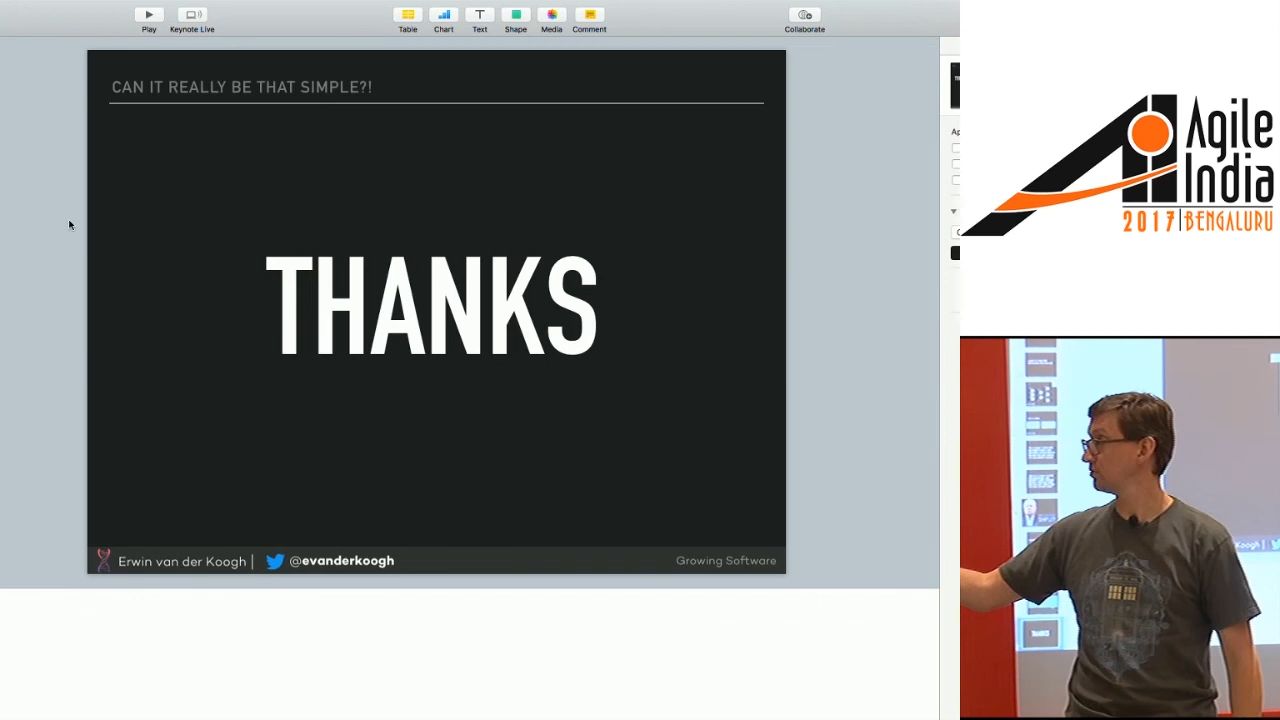 Play
Keynote Live
Table
Chart
Text
Shape
Media
Comment
Collaborate
CAN IT REALLY BE THAT SIMPLE?!
THANKS
Erwin van der Koogh |
@evanderkoogh
Growing Software
Agile
India
2017 | BENGALURU
THANKS